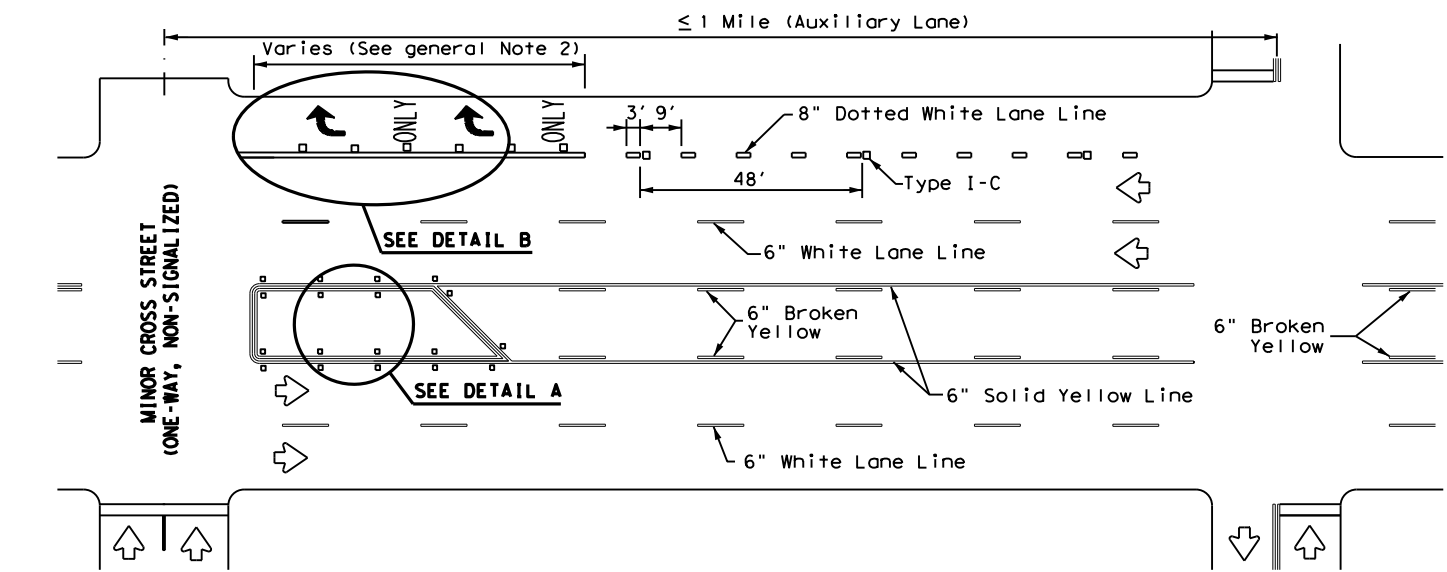 ≤ 1 Mile (Auxiliary Lane)
Varies (See general Note 2)
ONLY
ONLY
3' 9'
8" Dotted White Lane Line
48'
Type I-C
SEE DETAIL B
6" White Lane Line
MINOR CROSS STREET
(ONE-WAY, NON-SIGNALIZED)
6" Broken
Yellow
6" Broken
Yellow
SEE DETAIL A
6" Solid Yellow Line
6" White Lane Line